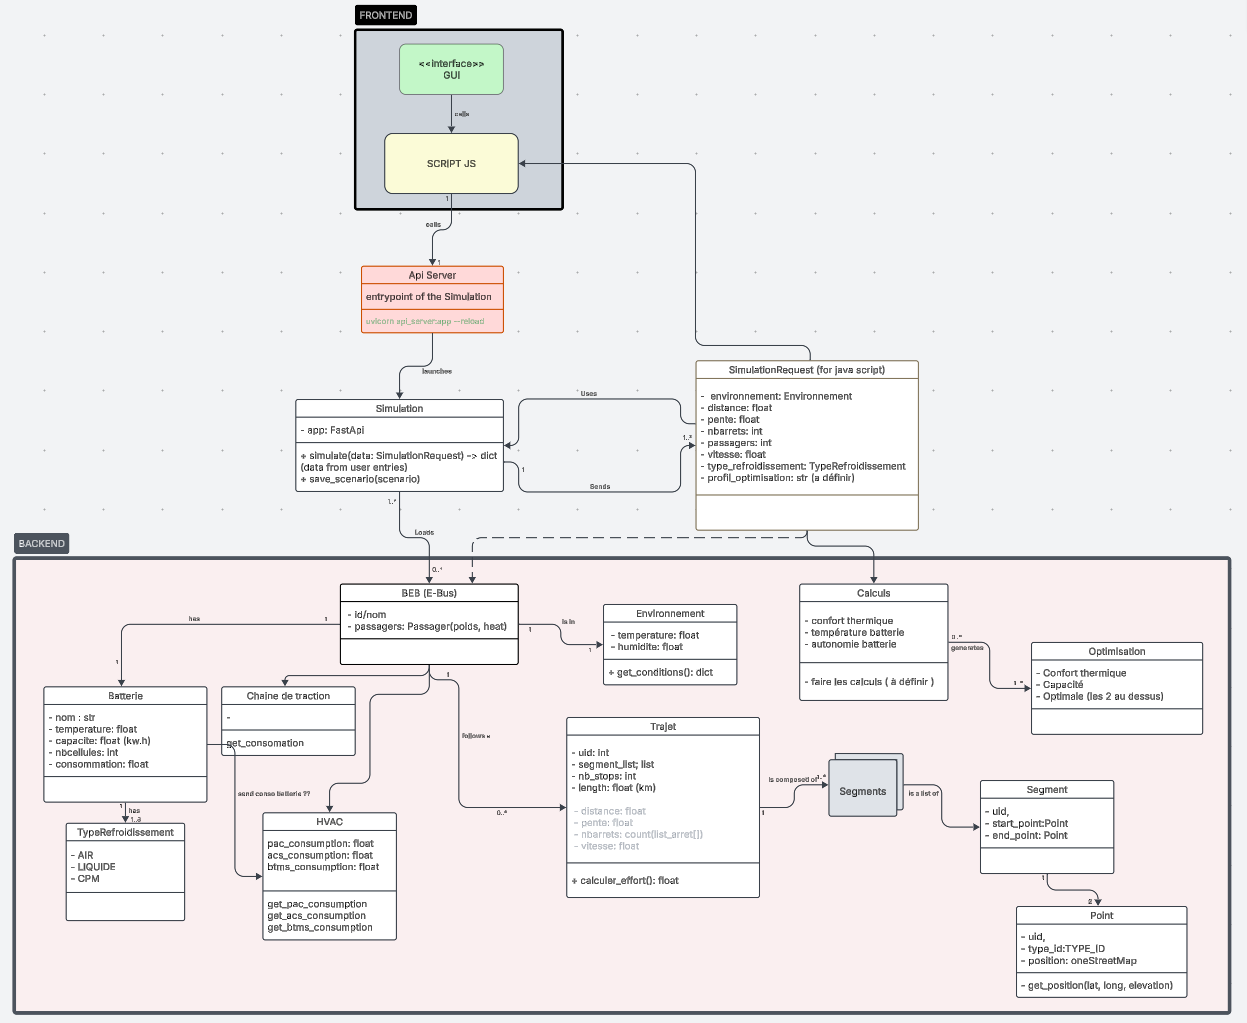 FRONTEND
<<interface>>
GUI
calls
SCRIPT JS
1
calls
1
Api Server
entrypoint of the Simulation
uvicorn api_server:app --reload
launches
Simulation
- app: FastApi
+ simulate(data: SimulationRequest) -> dict
(data from user entries)
+ save_scenario(scenario)
Uses
1..*
1
Sends
SimulationRequest (for java script)
- environnement: Environnement
- distance: float
- pente: float
- nbarrets: int
- passagers: int
- vitesse: float
- type_refroidissement: TypeRefroidissement
- profil_optimisation: str (a définir)
1..*
Loads
0..*
BACKEND
BEB (E-Bus)
- id/nom
- passagers: Passager(poids, heat)
has
1
1
1
is in
1
Environnement
- temperature: float
- humidite: float
+ get_conditions(): dict
Calculs
- confort thermique
- température batterie
- autonomie batterie
- faire les calculs ( à définir )
0..*
generates
1..*
Optimisation
- Confort thermique
- Capacité
- Optimale (les 2 au dessus)
Batterie
- nom : str
- temperature: float
- capacite: float (kw.h)
- nbcellules: int
- consommation: float
Chaine de traction
-
get_consomation
1
follows
0..*
send conso batterie ??
1
has
1..3
TypeRefroidissement
- AIR
- LIQUIDE
- CPM
HVAC
pac_consumption: float
acs_consumption: float
btms_consumption: float
get_pac_consumption
get_acs_consumption
get_btms_consumption
Trajet
- uid: int
- segment_list: list
- nb_stops: int
- length: float (km)
- distance: float
- pente: float
- nbarrets: count(list_arret[])
- vitesse: float
+ calculer_effort(): float
is composed of
1..*
1
Segments
is a list of
Segment
- uid,
- start_point:Point
- end_point: Point
1
2
Point
- uid,
- type_id:TYPE_ID
- position: oneStreetMap
- get_position(lat, long, elevation)